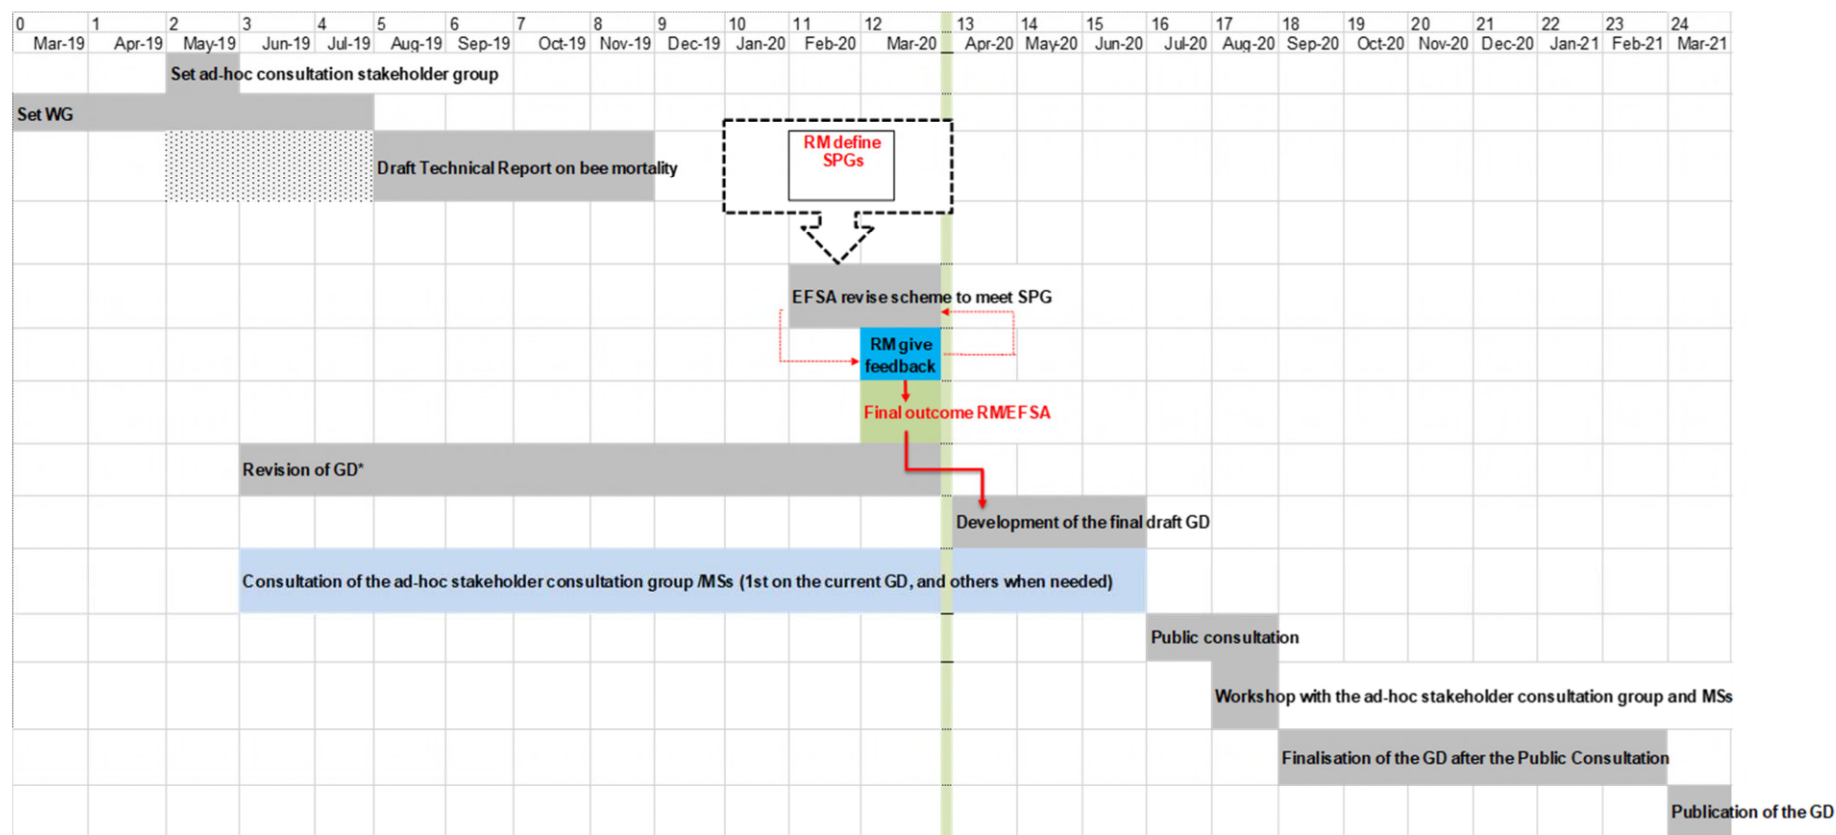 0 1 2 3 4 5 6 7 8 9 10 11 12 13 14 15 16 17 18 19 20 21 22 23 24
Mar-19 Apr-19 May-19 Jun-19 Jul-19 Aug-19 Sep-19 Oct-19 Nov-19 Dec-19 Jan-20 Feb-20 Mar-20 Apr-20 May-20 Jun-20 Jul-20 Aug-20 Sep-20 Oct-20 Nov-20 Dec-20 Jan-21 Feb-21 Mar-21
Set ad-hoc consultation stakeholder group
Set WG
RM define
SPGs
Draft Technical Report on bee mortality
EFSA revise scheme to meet SPG
RM give
feedback
Final outcome RM/EFSA
Revision of GD*
Development of the final draft GD
Consultation of the ad-hoc stakeholder consultation group /MSs (1st on the current GD, and others when needed)
Public consultation
Workshop with the ad-hoc stakeholder consultation group and MSs
Finalisation of the GD after the Public Consultation
Publication of the GD